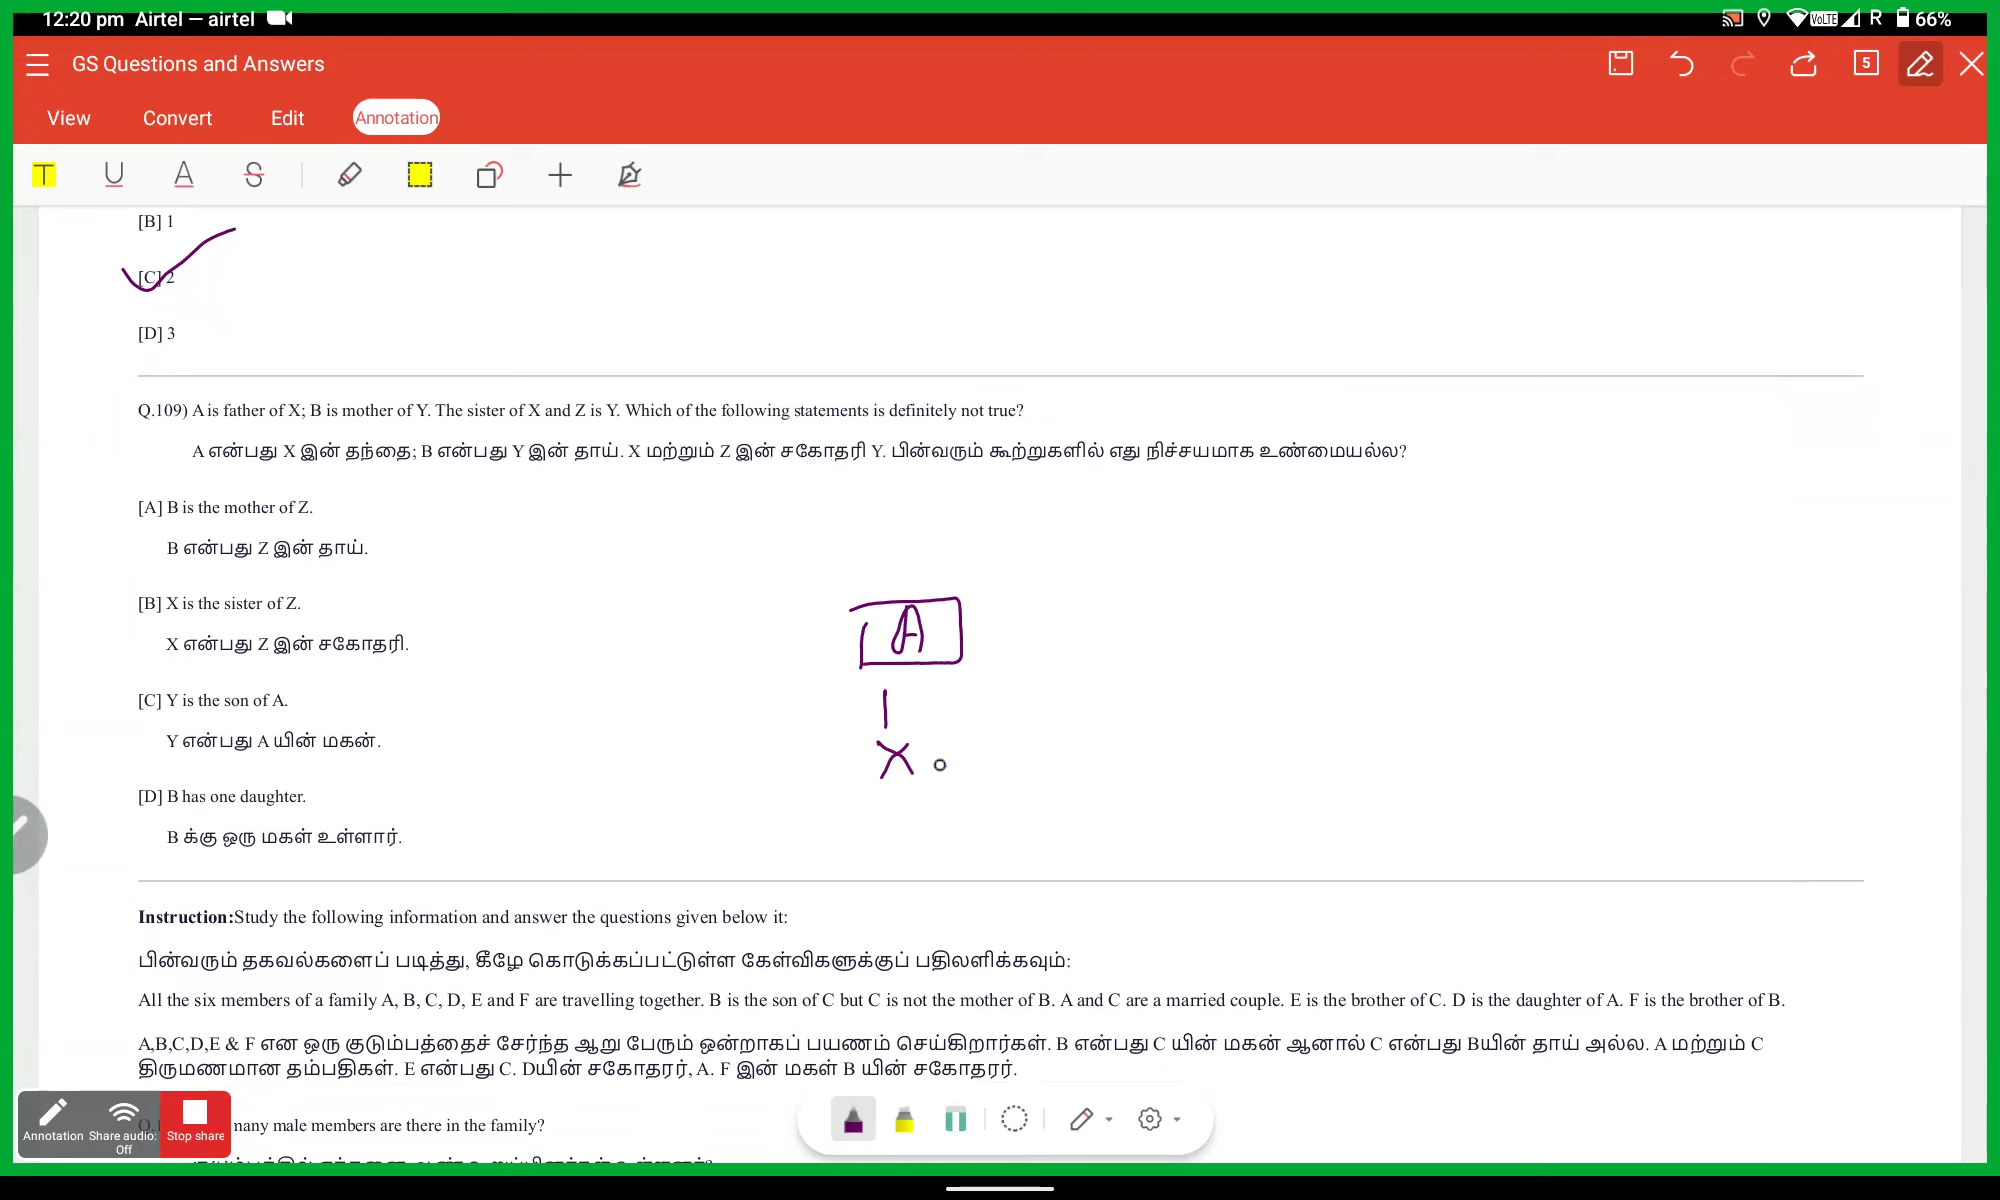 12:20 pm Airtel — airtel
VoLTE R 66%
GS Questions and Answers
5
View Convert Edit Annotation
T U A S
[B] 1
[C] 2
[D] 3
Q.109) A is father of X; B is mother of Y. The sister of X and Z is Y. Which of the following statements is definitely not true?
A என்பது X இன் தந்தை; B என்பது Y இன் தாய். X மற்றும் Z இன் சகோதரி Y. பின்வரும் கூற்றுகளில் எது நிச்சயமாக உண்மையல்ல?
[A] B is the mother of Z.
B என்பது Z இன் தாய்.
[B] X is the sister of Z.
X என்பது Z இன் சகோதரி.
[C] Y is the son of A.
Y என்பது A யின் மகன்.
[D] B has one daughter.
B க்கு ஒரு மகள் உள்ளார்.
A
X
Instruction:Study the following information and answer the questions given below it:
பின்வரும் தகவல்களைப் படித்து, கீழே கொடுக்கப்பட்டுள்ள கேள்விகளுக்குப் பதிலளிக்கவும்:
All the six members of a family A, B, C, D, E and F are travelling together. B is the son of C but C is not the mother of B. A and C are a married couple. E is the brother of C. D is the daughter of A. F is the brother of B.
A,B,C,D,E & F என ஒரு குடும்பத்தைச் சேர்ந்த ஆறு பேரும் ஒன்றாகப் பயணம் செய்கிறார்கள். B என்பது C யின் மகன் ஆனால் C என்பது Bயின் தாய் அல்ல. A மற்றும் C
திருமணமான தம்பதிகள். E என்பது C. Dயின் சகோதரர், A. F இன் மகள் B யின் சகோதரர்.
many male members are there in the family?
Annotation Share audio: Off Stop share